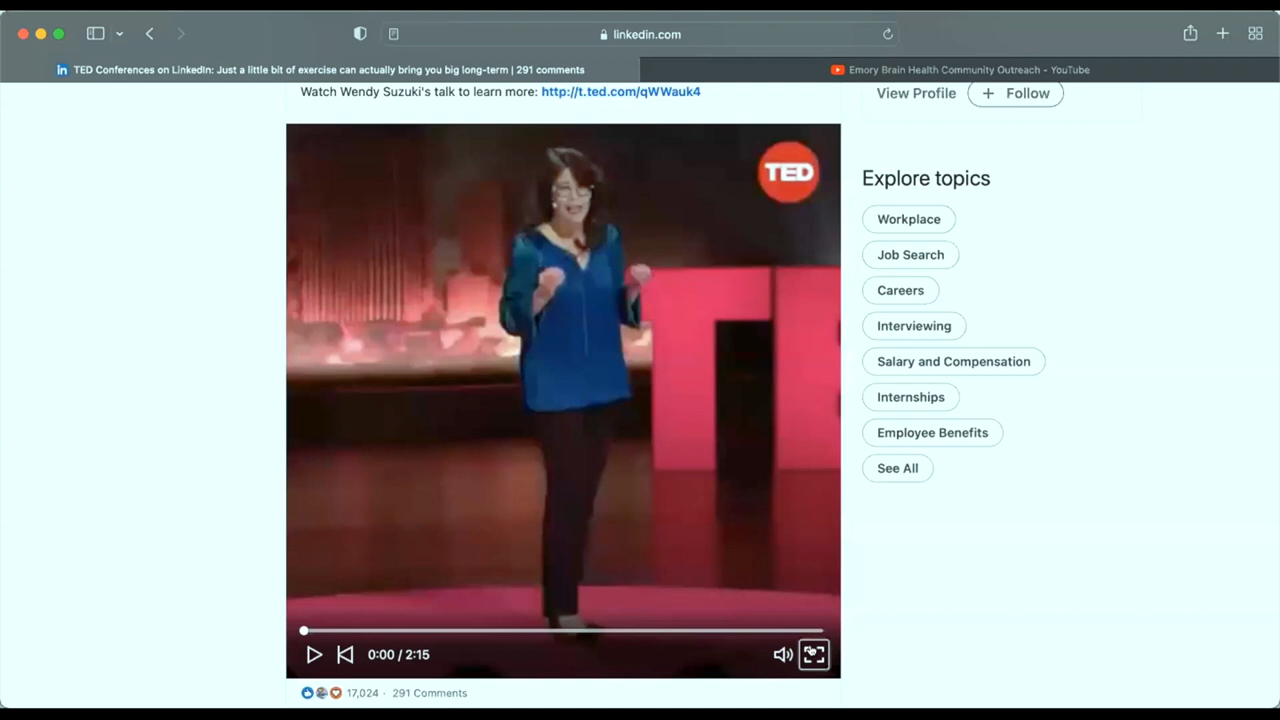 linkedin.com
TED Conferences on LinkedIn: Just a little bit of exercise can actually bring you big long-term | 291 comments
Emory Brain Health Community Outreach - YouTube
Watch Wendy Suzuki's talk to learn more: http://t.ted.com/qWWauk4
View Profile
+ Follow
TED
Explore topics
Workplace
Job Search
Careers
Interviewing
Salary and Compensation
Internships
Employee Benefits
See All
0:00 / 2:15
17,024 · 291 Comments